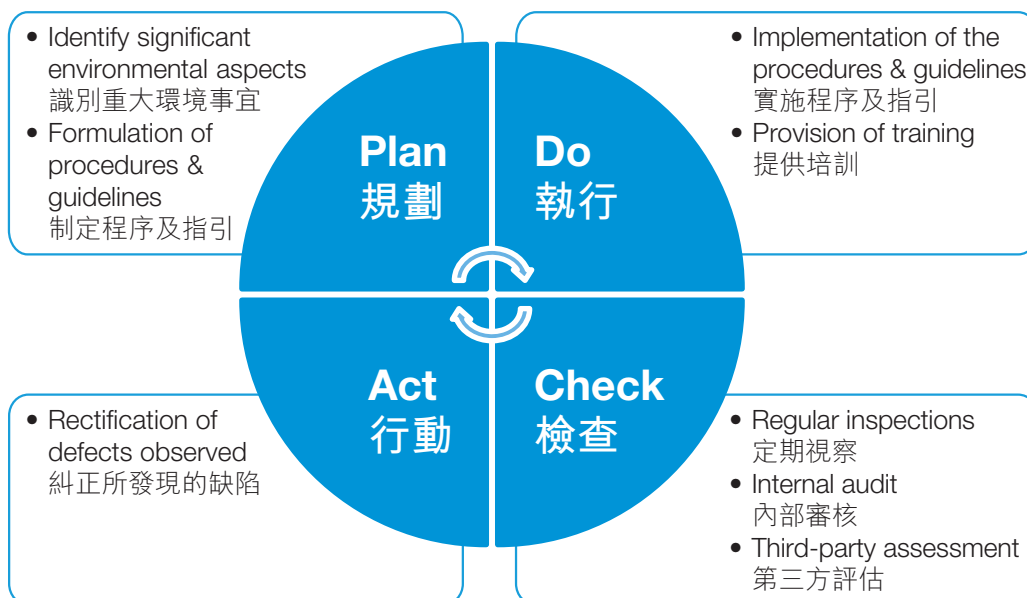 • Identify significant
environmental aspects
識別重大環境事宜
• Formulation of
procedures &
guidelines
制定程序及指引
Plan
規劃
Do
執行
• Implementation of the
procedures & guidelines
實施程序及指引
• Provision of training
提供培訓
• Rectification of
defects observed
糾正所發現的缺陷
Act
行動
Check
檢查
• Regular inspections
定期視察
• Internal audit
內部審核
• Third-party assessment
第三方評估